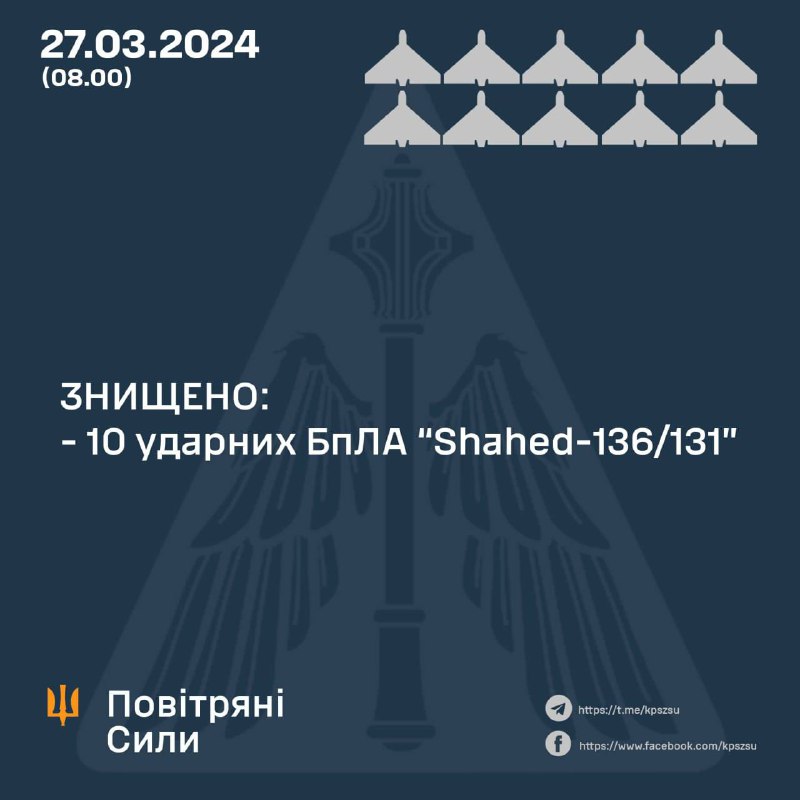 27.03.2024
(08.00)
ЗНИЩЕНО:
- 10 ударних БпЛА “Shahed-136/131”
Повітряні
Сили
https://t.me/kpszsu
https://www.facebook.com/kpszsu